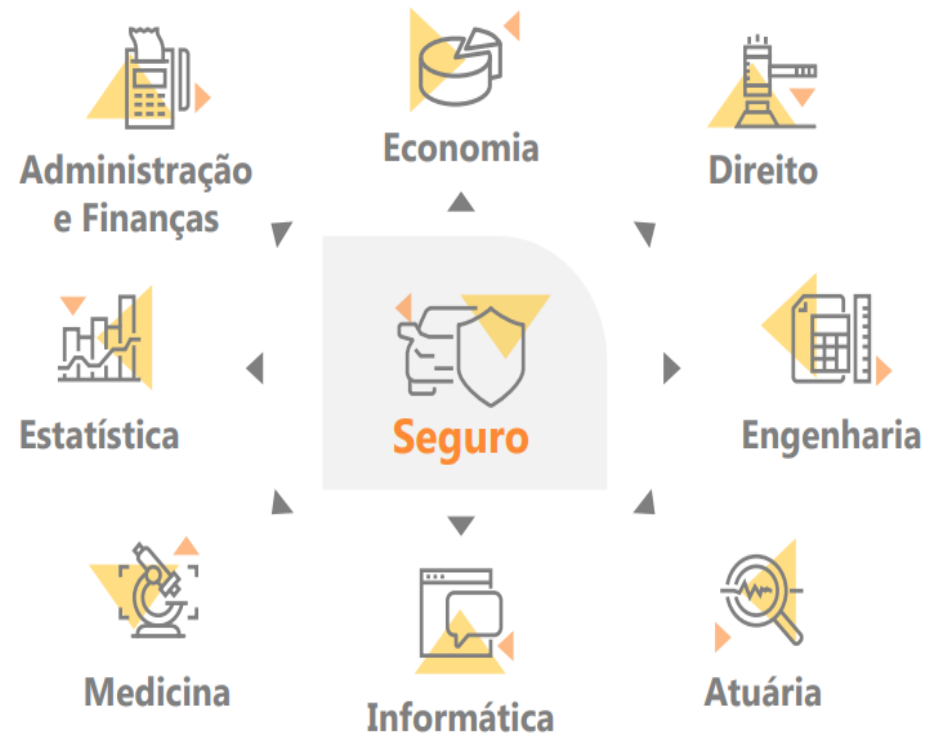 Economia
Direito
Administração
e Finanças
Estatística
Seguro
Engenharia
Medicina
Informática
Atuária